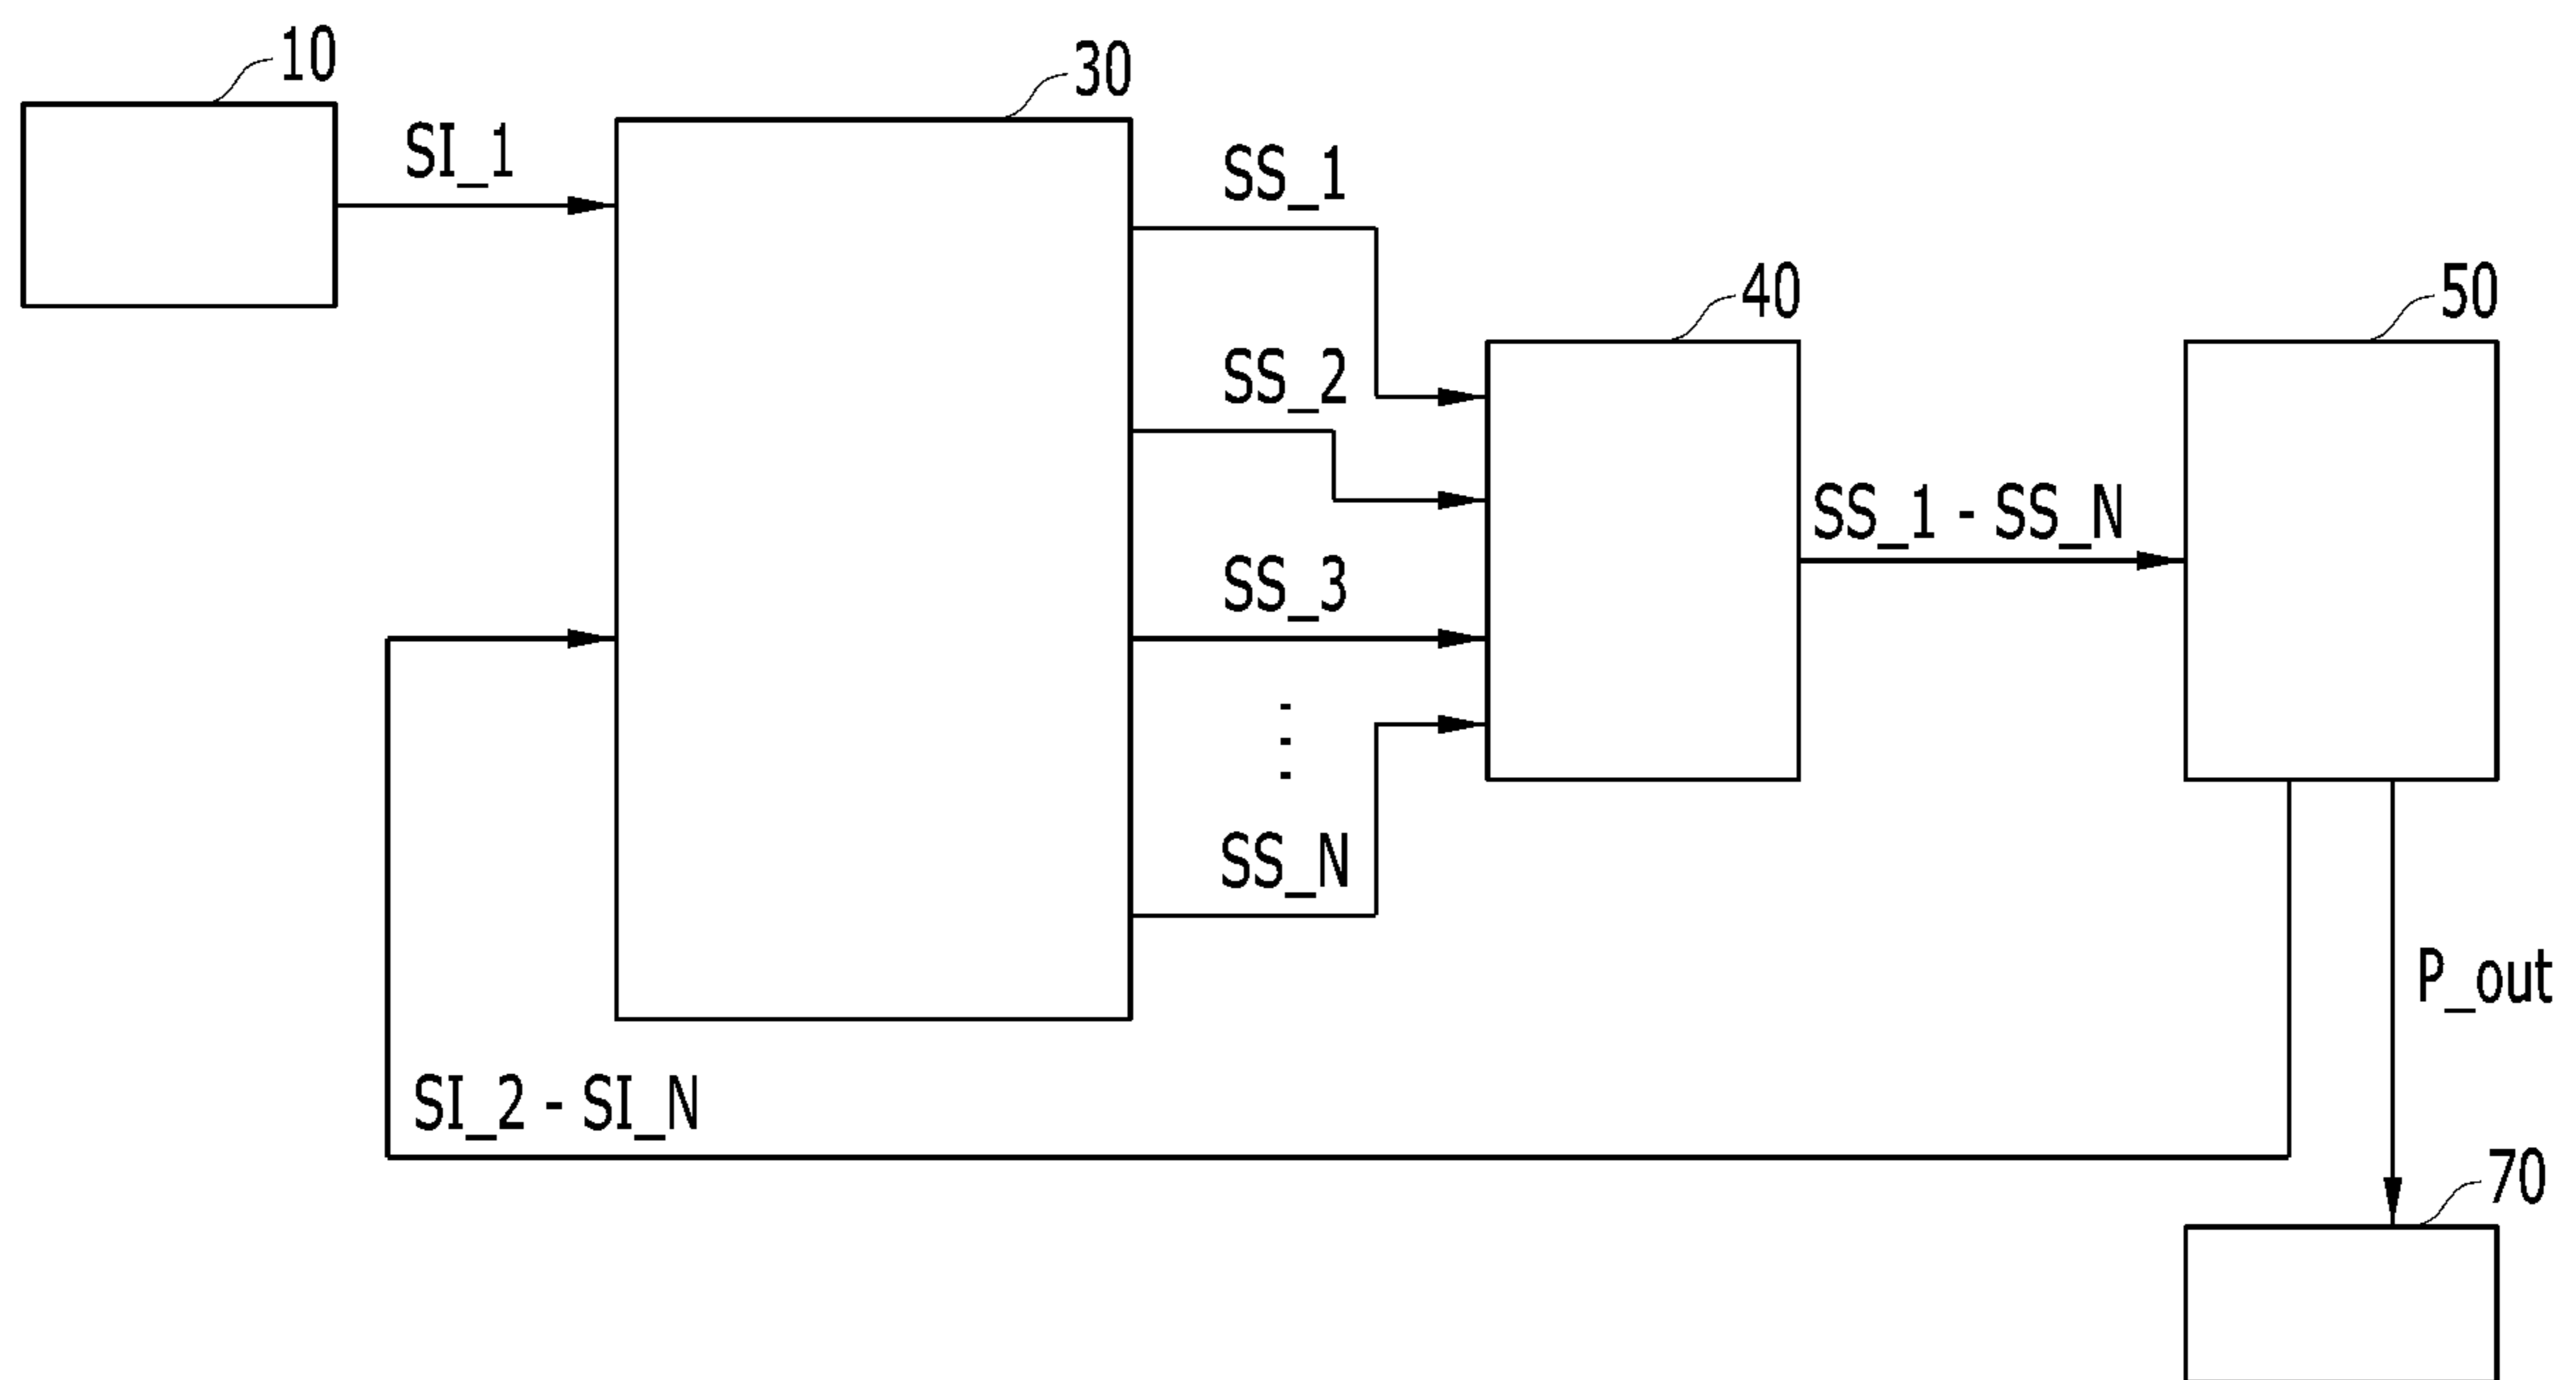 10
30
SI_1
SS_1
40
50
SS_2
SS_1 - SS_N
SS_3
SS_N
P_out
SI_2 - SI_N
70